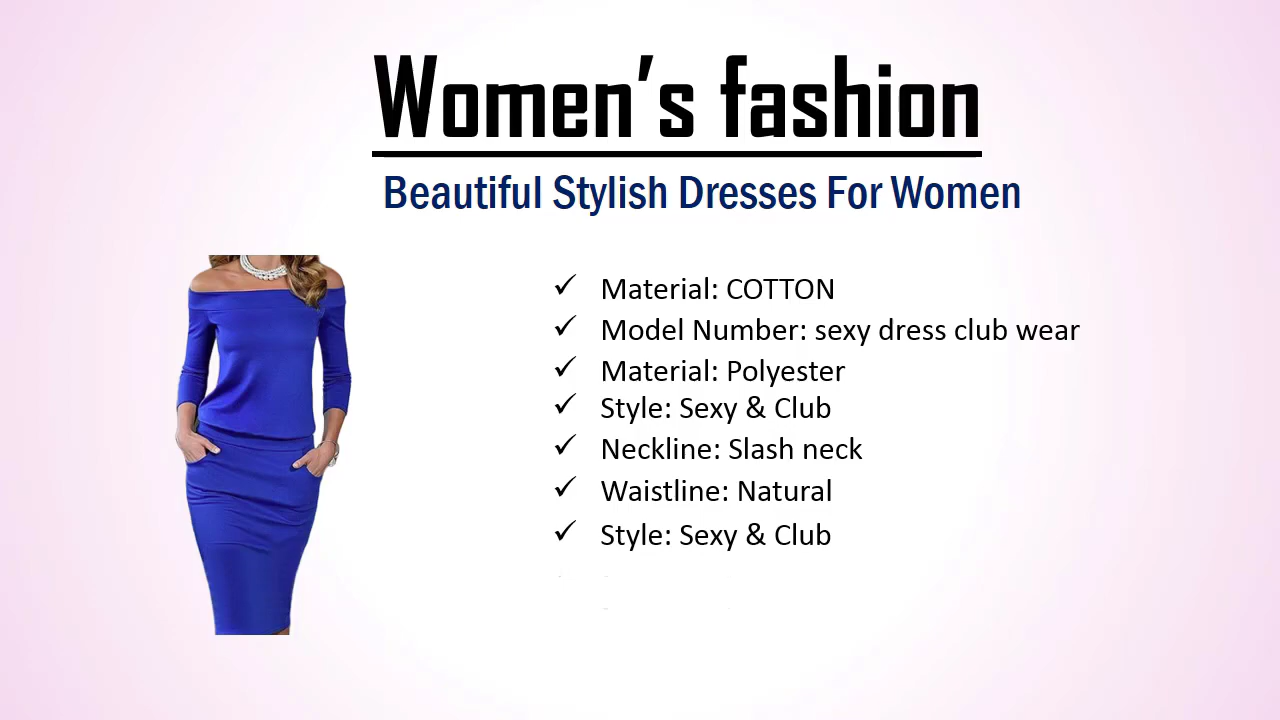 Women’s fashion
Beautiful Stylish Dresses For Women
✓ Material: COTTON
✓ Model Number: sexy dress club wear
✓ Material: Polyester
✓ Style: Sexy & Club
✓ Neckline: Slash neck
✓ Waistline: Natural
✓ Style: Sexy & Club